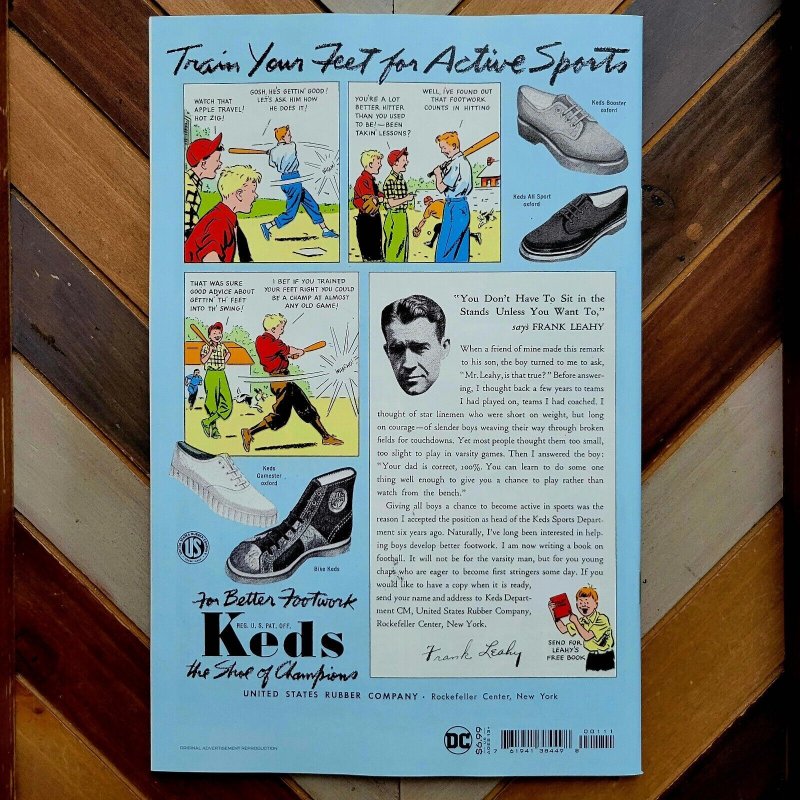 Train Your Feet for Active Sports
WATCH THAT
APPLE TRAVEL!
HOT ZIG!
GOSH, HE'S GETTIN' GOOD!
LET'S ASK HIM HOW
HE DOES IT!
YOU'RE A LOT
BETTER HITTER
THAN YOU USED
TO BE! — BEEN
TAKIN' LESSONS?
WELL, I'VE FOUND OUT
THAT FOOTWORK
COUNTS IN HITTING
Keds Booster
oxford
Keds All Sport
oxford
THAT WAS SURE
GOOD ADVICE ABOUT
GETTIN' TH' FEET
INTO TH' SWING!
I BET IF YOU TRAINED
YOUR FEET RIGHT YOU COULD
BE A CHAMP AT ALMOST
ANY OLD GAME!
"You Don't Have To Sit in the
Stands Unless You Want To,"
says FRANK LEAHY
When a friend of mine made this remark
to his son, the boy turned to me to ask,
"Mr. Leahy, is that true?" Before answer-
ing, I thought back a few years to teams
I had played on, teams I had coached. I
thought of star linemen who were short on weight, but long
on courage—of slender boys weaving their way through broken
fields for touchdowns. Yet most people thought them too small,
too slight to play in varsity games. Then I answered the boy:
"Your dad is correct, 100%. You can learn to do some one
thing well enough to give you a chance to play rather than
watch from the bench."
Giving all boys a chance to become active in sports was the
reason I accepted the position as head of the Keds Sports Depart-
ment six years ago. Naturally, I've long been interested in help-
ing boys develop better footwork. I am now writing a book on
football. It will not be for the varsity man, but for you young
chaps who are eager to become first stringers some day. If you
would like to have a copy when it is ready,
send your name and address to Keds Depart-
ment CM, United States Rubber Company,
Rockefeller Center, New York.
Frank Leahy
SEND FOR
LEAHY'S
FREE BOOK
Keds
Gamester
oxford
US
Bike Keds
For Better Footwork
REG. U. S. PAT. OFF.
Keds
the Shoe of Champions
UNITED STATES RUBBER COMPANY · Rockefeller Center, New York
ORIGINAL ADVERTISEMENT REPRODUCTION
DC
$6.99
7 61941 38449 8
00111